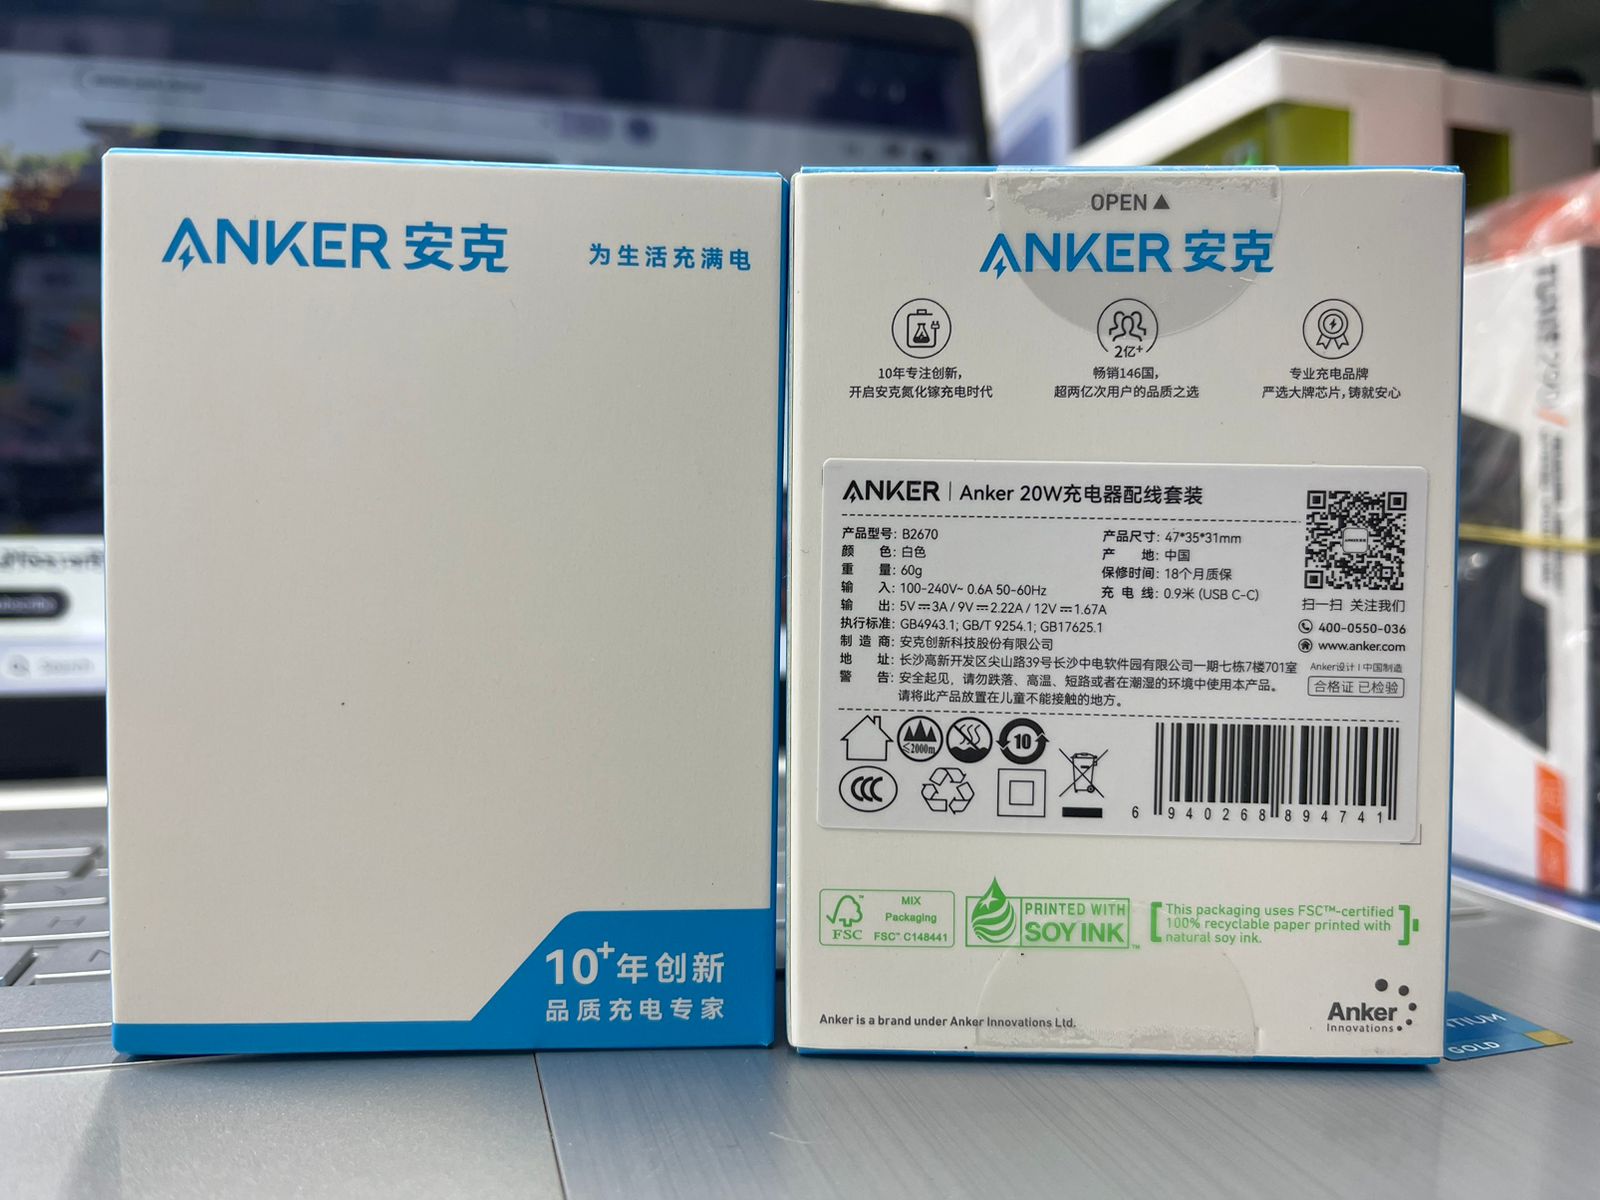 ANKER 安克
为生活充满电
10+年创新
品质充电专家
OPEN
ANKER 安克
2亿+
10年专注创新，
开启安克氮化镓充电时代
畅销146国，
超两亿次用户的品质之选
专业充电品牌
严选大牌芯片，铸就安心
ANKER | Anker 20W充电器配线套装
产品型号: B2670
颜 色: 白色
重 量: 60g
输 入: 100-240V~ 0.6A 50-60Hz
输 出: 5V⎓3A / 9V⎓2.22A / 12V⎓1.67A
产品尺寸: 47*35*31mm
产 地: 中国
保修时间: 18个月质保
充 电 线: 0.9米 (USB C-C)
执行标准: GB4943.1; GB/T 9254.1; GB17625.1
制 造 商: 安克创新科技股份有限公司
地 址: 长沙高新开发区尖山路39号长沙中电软件园有限公司一期七栋7楼701室
警 告: 安全起见，请勿跌落、高温、短路或者在潮湿的环境中使用本产品。
请将此产品放置在儿童不能接触的地方。
ANKER
扫一扫 关注我们
400-0550-036
www.anker.com
Anker设计 | 中国制造
合格证 已检验
≤2000m
10
CCC
6 940268 894741
FSC
MIX
Packaging
FSC™ C148441
PRINTED WITH
SOY INK™
This packaging uses FSC™-certified
100% recyclable paper printed with
natural soy ink.
Anker is a brand under Anker Innovations Ltd.
Anker
Innovations
GOLD